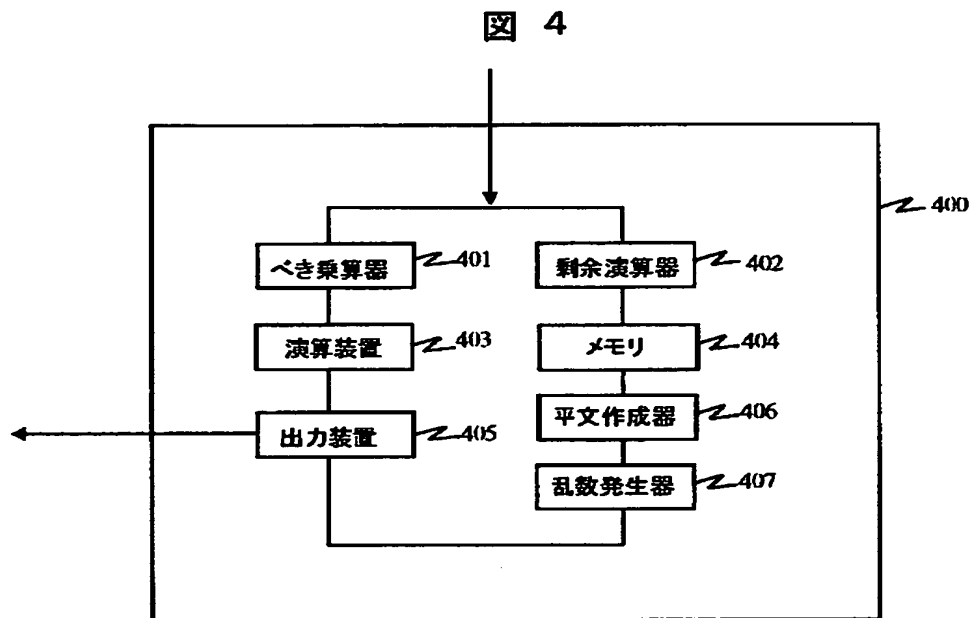 図 4
400
べき乗算器 401
剰余演算器 402
演算装置 403
メモリ 404
出力装置 405
平文作成器 406
乱数発生器 407